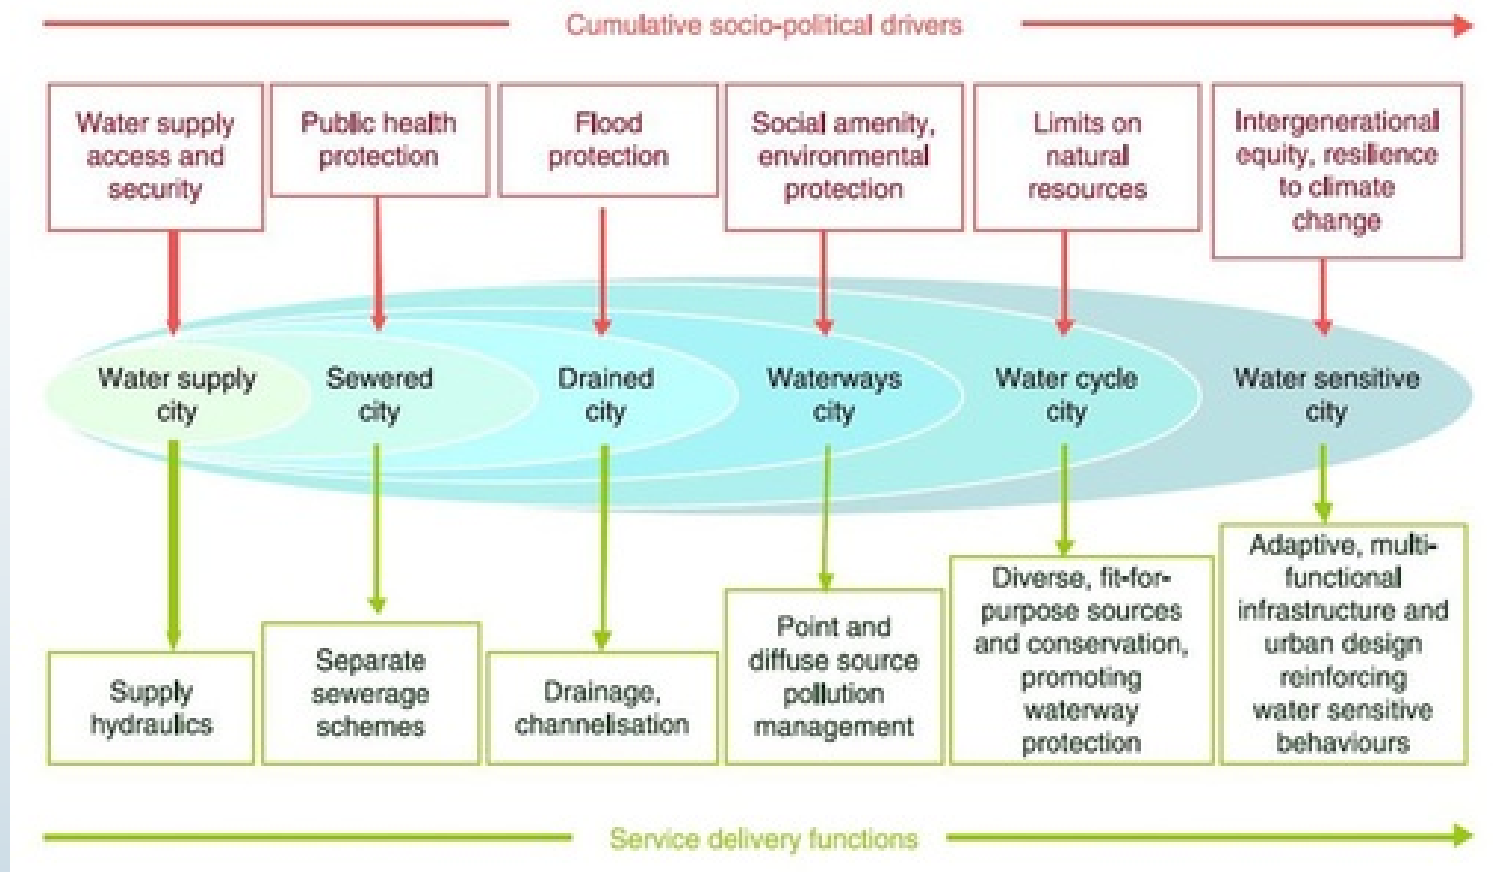 Cumulative socio-political drivers
Water supply
access and
security
Public health
protection
Flood
protection
Social amenity,
environmental
protection
Limits on
natural
resources
Intergenerational
equity, resilience
to climate
change
Water supply
city
Sewered
city
Drained
city
Waterways
city
Water cycle
city
Water sensitive
city
Supply
hydraulics
Separate
sewerage
schemes
Drainage,
channelisation
Point and
diffuse source
pollution
management
Diverse, fit-for-
purpose sources
and conservation,
promoting
waterway
protection
Adaptive, multi-
functional
infrastructure and
urban design
reinforcing
water sensitive
behaviours
Service delivery functions